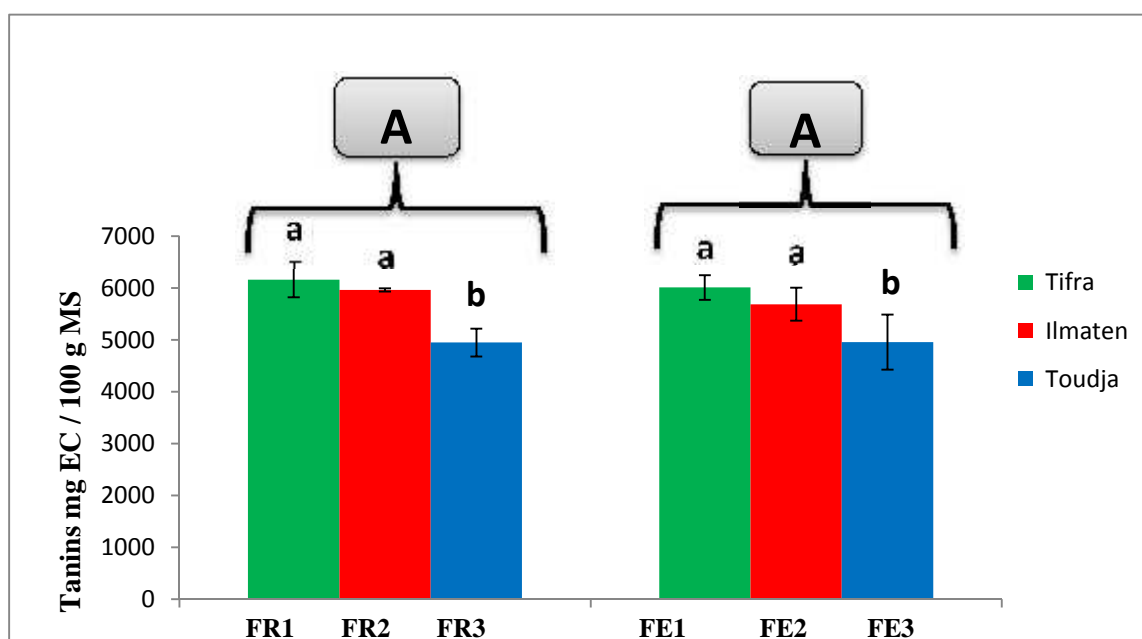 A A
a a b a a b
Tanins mg EC / 100 g MS
7000
6000
5000
4000
3000
2000
1000
0
FR1 FR2 FR3 FE1 FE2 FE3
Tifra
Ilmaten
Toudja